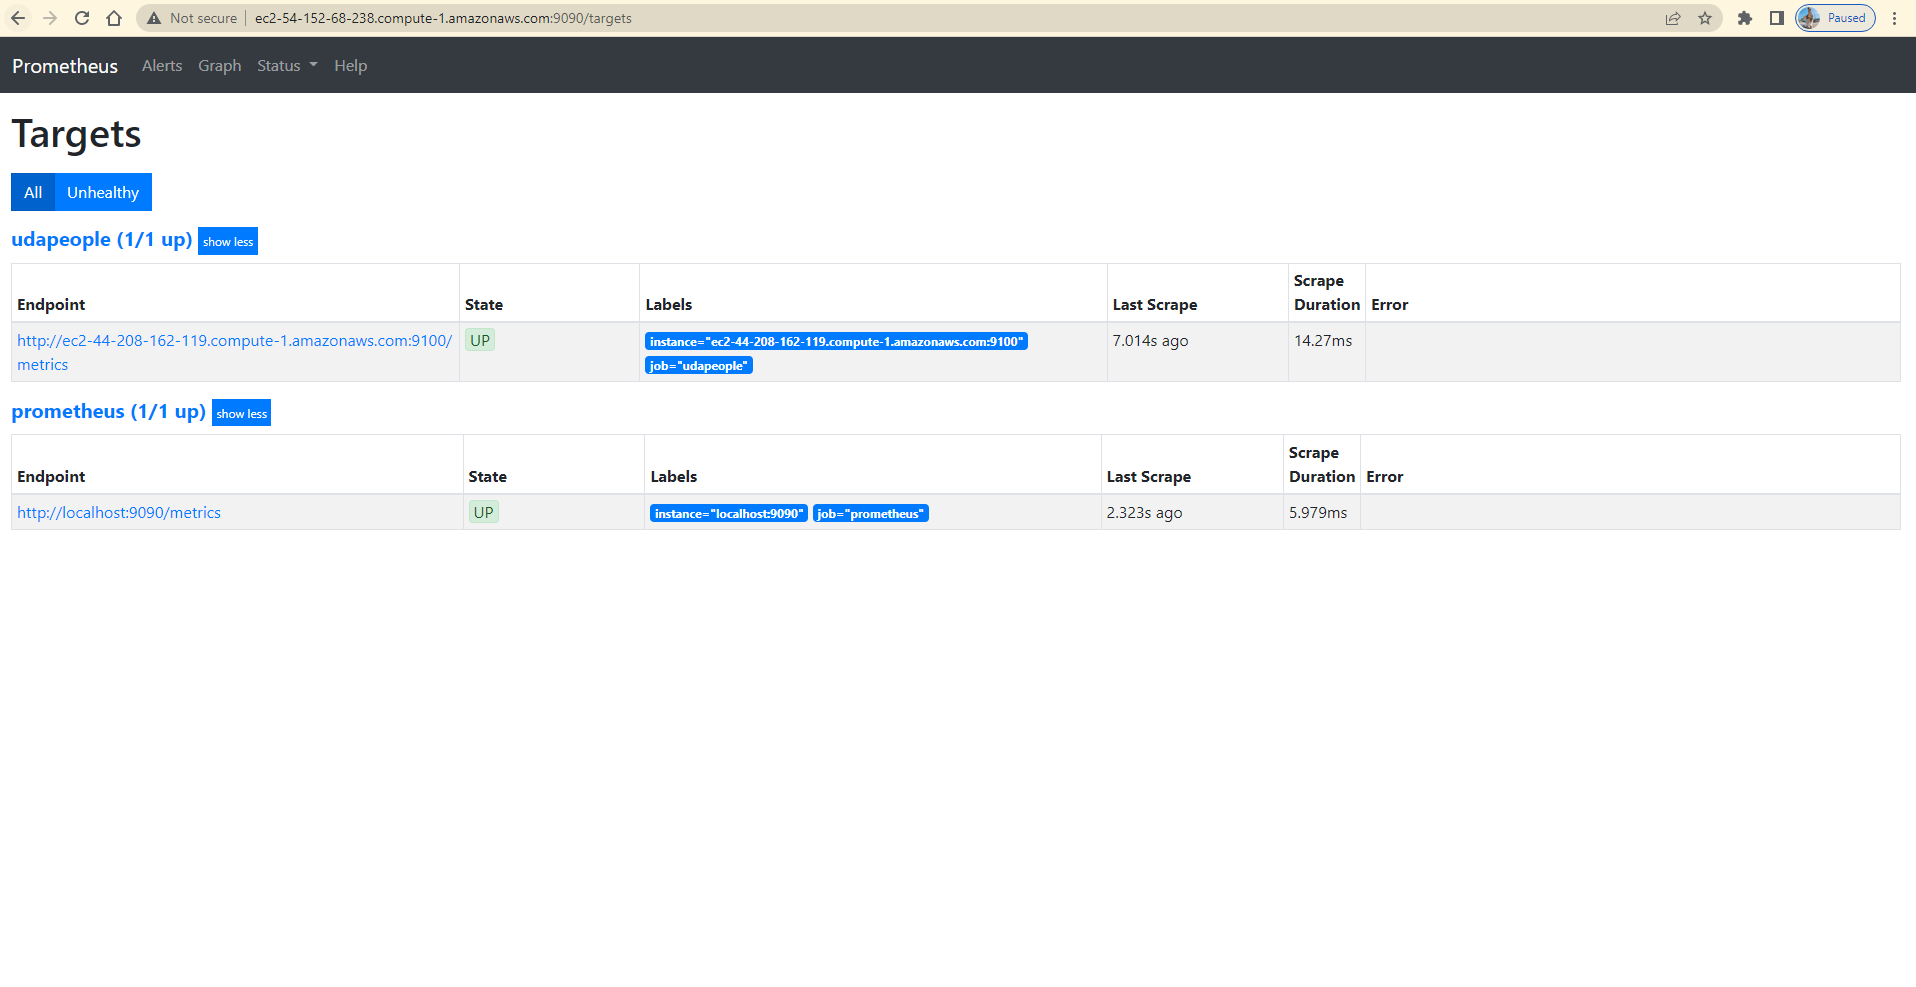 Not secure ec2-54-152-68-238.compute-1.amazonaws.com:9090/targets Paused
Prometheus Alerts Graph Status Help
Targets
All Unhealthy
udapeople (1/1 up) show less
Endpoint State Labels Last Scrape Scrape Duration Error
http://ec2-44-208-162-119.compute-1.amazonaws.com:9100/ UP instance="ec2-44-208-162-119.compute-1.amazonaws.com:9100" 7.014s ago 14.27ms
metrics job="udapeople"
prometheus (1/1 up) show less
Endpoint State Labels Last Scrape Scrape Duration Error
http://localhost:9090/metrics UP instance="localhost:9090" job="prometheus" 2.323s ago 5.979ms